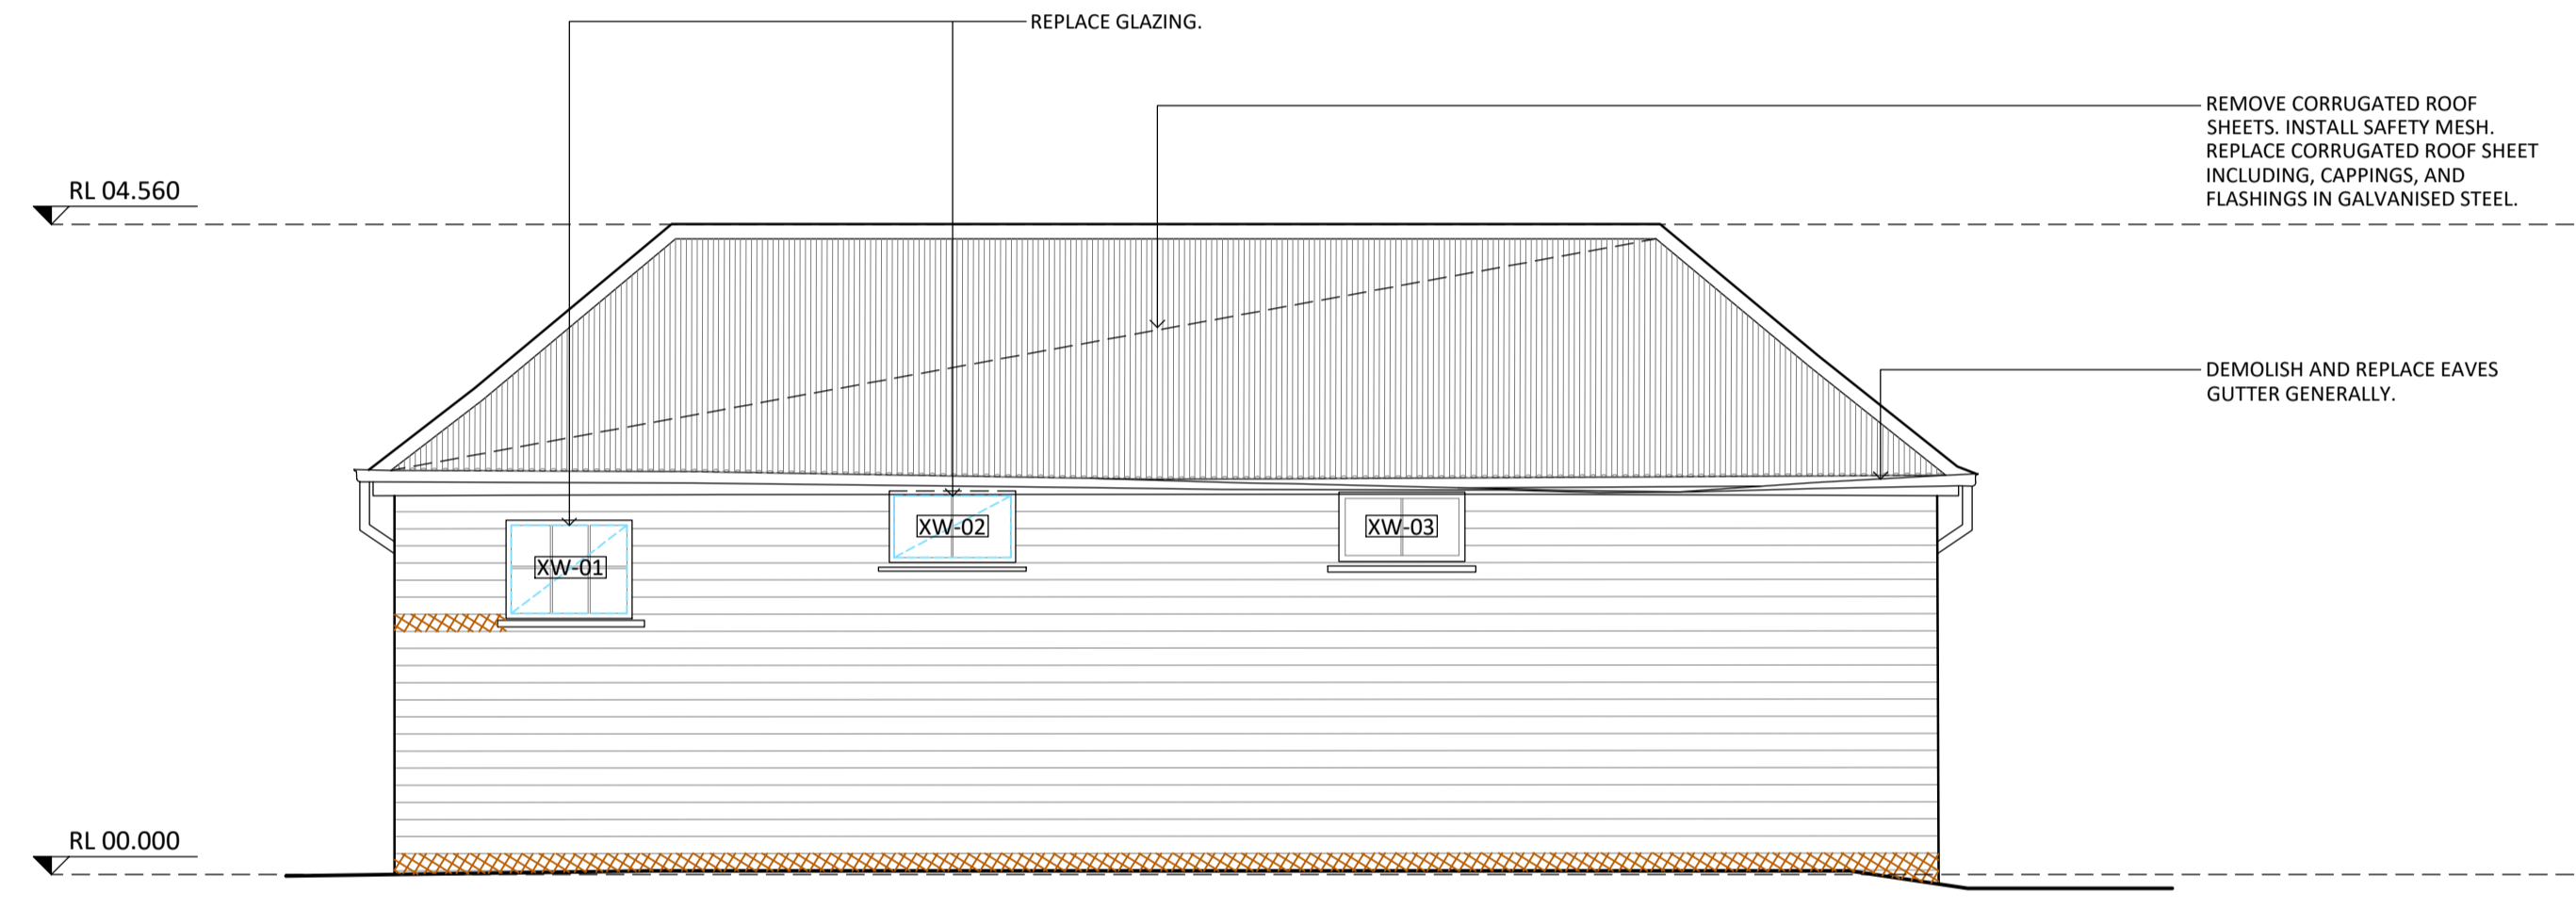 REPLACE GLAZING.
REMOVE CORRUGATED ROOF
SHEETS. INSTALL SAFETY MESH.
REPLACE CORRUGATED ROOF SHEET
INCLUDING, CAPPINGS, AND
FLASHINGS IN GALVANISED STEEL.
RL 04.560
DEMOLISH AND REPLACE EAVES
GUTTER GENERALLY.
XW-01
XW-02
XW-03
RL 00.000